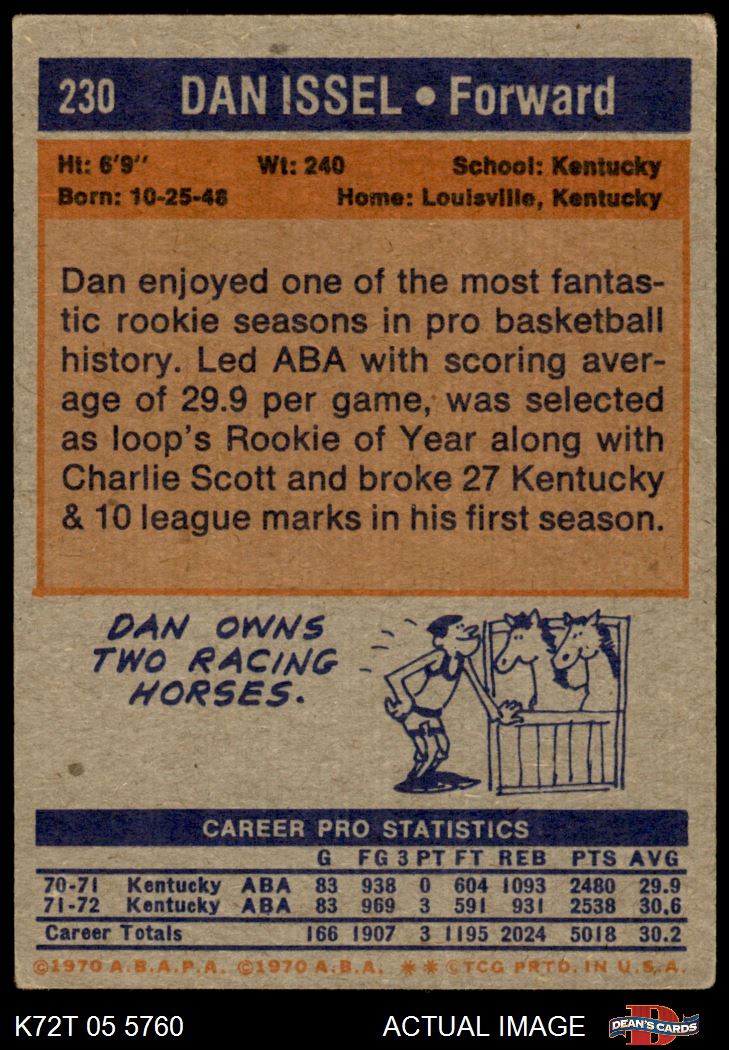 230 DAN ISSEL • Forward
Ht: 6'9" Wt: 240 School: Kentucky
Born: 10-25-48 Home: Louisville, Kentucky
Dan enjoyed one of the most fantas-
tic rookie seasons in pro basketball
history. Led ABA with scoring aver-
age of 29.9 per game, was selected
as loop's Rookie of Year along with
Charlie Scott and broke 27 Kentucky
& 10 league marks in his first season.
DAN OWNS
TWO RACING
HORSES.
CAREER PRO STATISTICS
G FG 3 PT FT REB PTS AVG
70-71 Kentucky ABA 83 938 0 604 1093 2480 29.9
71-72 Kentucky ABA 83 969 3 591 931 2538 30.6
Career Totals 166 1907 3 1195 2024 5018 30.2
©1970 A.B.A.P.A. ©1970 A.B.A. ** ©TCG PRTD. IN U.S.A.
K72T 05 5760 ACTUAL IMAGE D DEAN'S CARDS